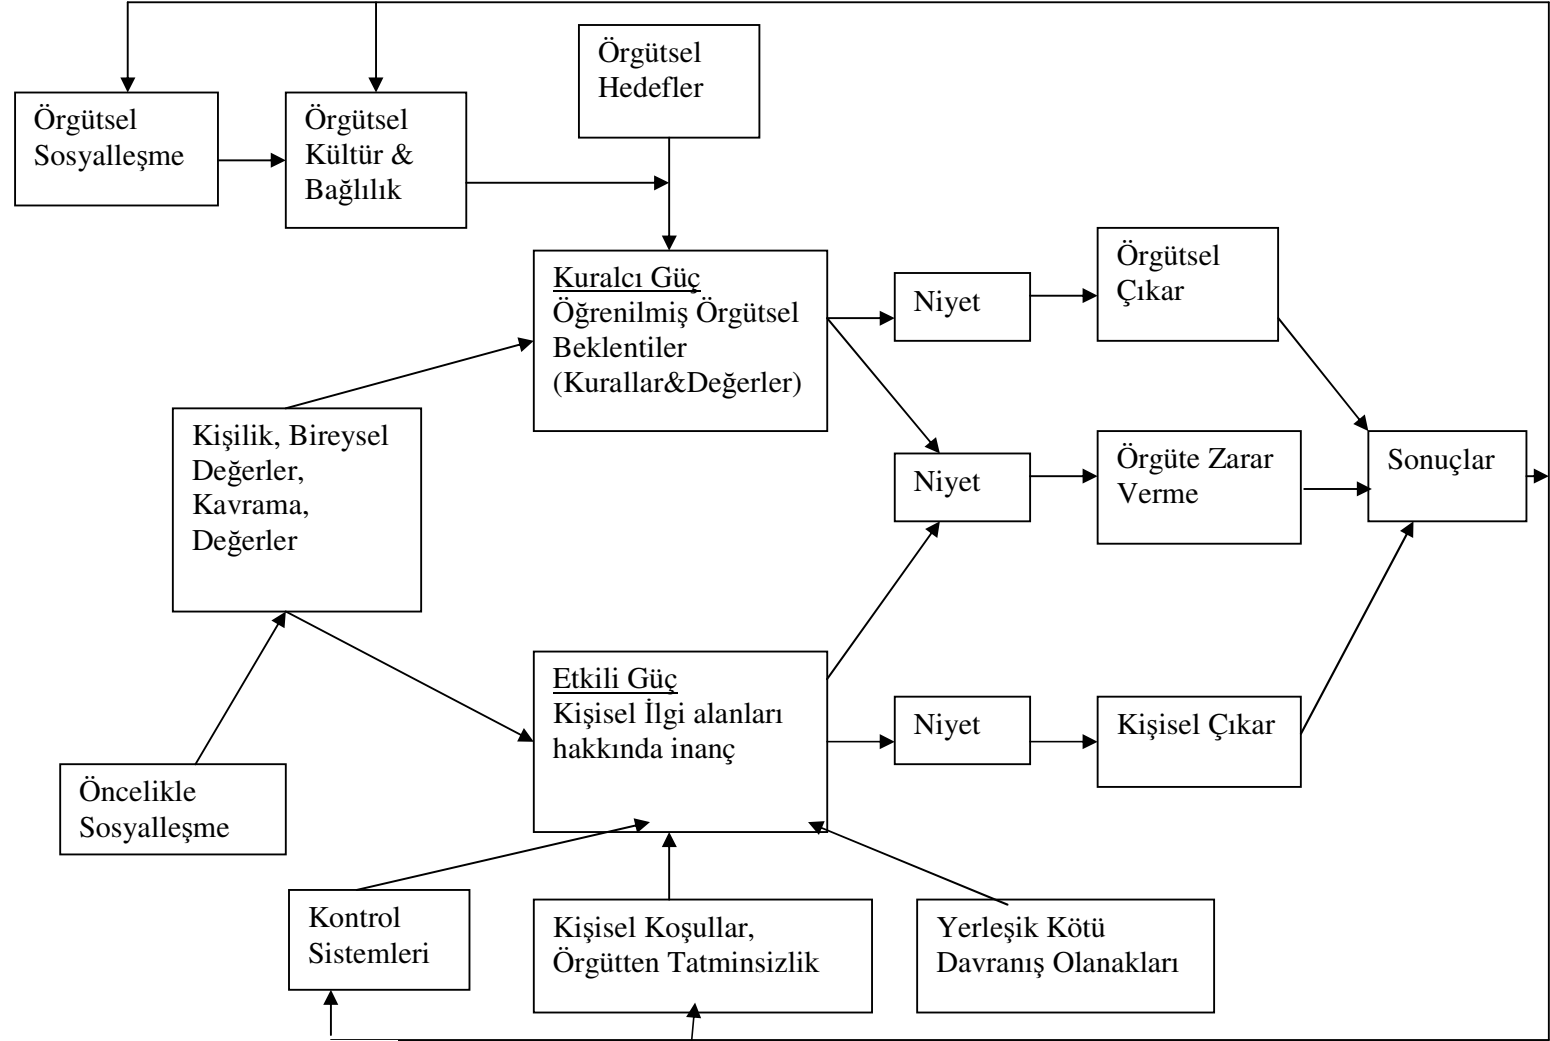 Örgütsel
Hedefler
Örgütsel
Sosyalleşme
Örgütsel
Kültür &
Bağlılık
Kuralcı Güç
Öğrenilmiş Örgütsel
Beklentiler
(Kurallar&Değerler)
Niyet
Örgütsel
Çıkar
Kişilik, Bireysel
Değerler,
Kavrama,
Değerler
Niyet
Örgüte Zarar
Verme
Sonuçlar
Etkili Güç
Kişisel İlgi alanları
hakkında inanç
Niyet
Kişisel Çıkar
Öncelikle
Sosyalleşme
Kontrol
Sistemleri
Kişisel Koşullar,
Örgütten Tatminsizlik
Yerleşik Kötü
Davranış Olanakları